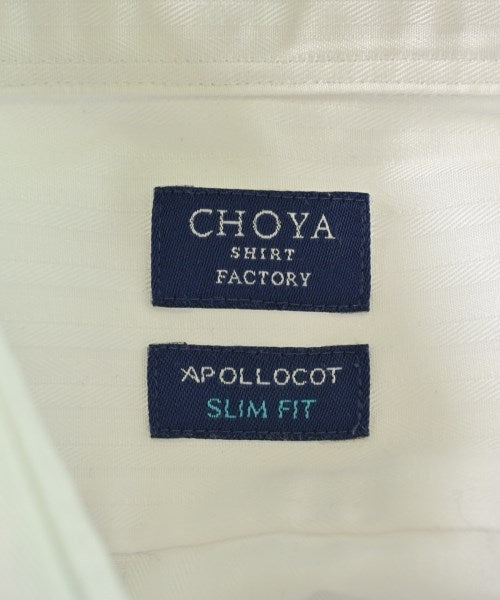 CHOYA
SHIRT
FACTORY
APOLLOCOT
SLIM FIT